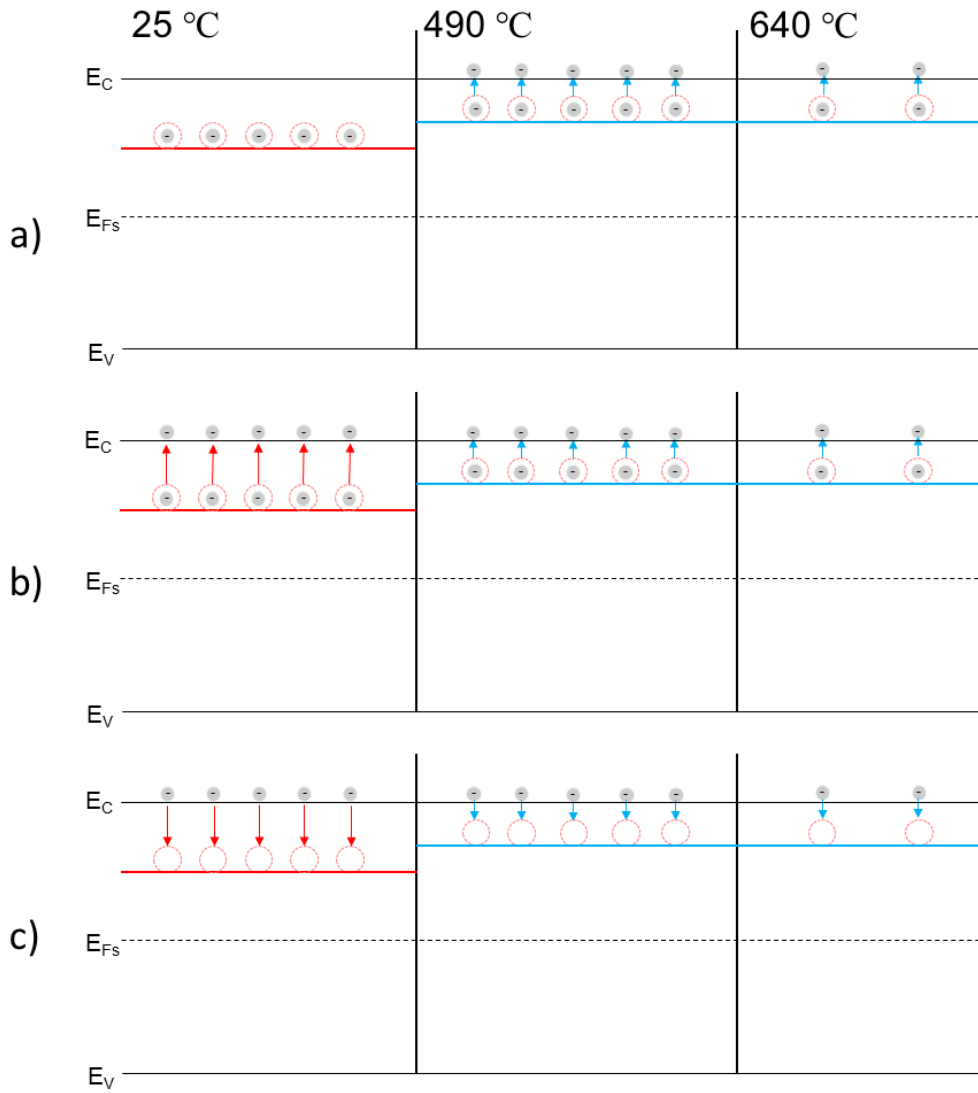 25 ℃ 490 ℃ 640 ℃
a)
E_C
- - - - - - - - - - - - - - - - - - -
E_Fs
E_V
b)
E_C
- - - - - - - - - - - - - - - - - - - - - - - -
E_Fs
E_V
c)
E_C
- - - - - - - - - - - -
E_Fs
E_V